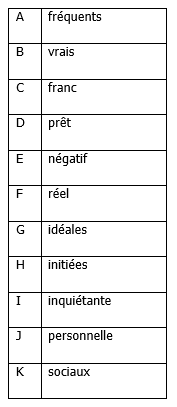 A fréquents
B vrais
C franc
D prêt
E négatif
F réel
G idéales
H initiées
I inquiétante
J personnelle
K sociaux